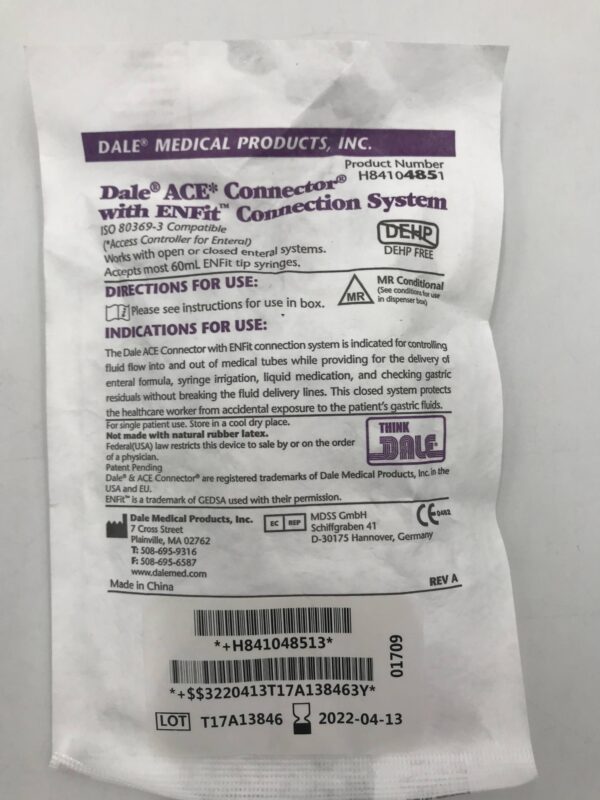 DALE® MEDICAL PRODUCTS, INC.
Product Number
H84104851
Dale® ACE* Connector®
with ENFit™ Connection System
ISO 80369-3 Compatible
(*Access Controller for Enteral)
Works with open or closed enteral systems.
Accepts most 60mL ENFit tip syringes.
DEHP
DEHP FREE
DIRECTIONS FOR USE:
Please see instructions for use in box.
MR
MR Conditional
(See conditions for use
in dispenser box)
INDICATIONS FOR USE:
The Dale ACE Connector with ENFit connection system is indicated for controlling
fluid flow into and out of medical tubes while providing for the delivery of
enteral formula, syringe irrigation, liquid medication, and checking gastric
residuals without breaking the fluid delivery lines. This closed system protects
the healthcare worker from accidental exposure to the patient's gastric fluids.
For single patient use. Store in a cool dry place.
Not made with natural rubber latex.
Federal(USA) law restricts this device to sale by or on the order
of a physician.
Patent Pending
THINK
DALE®
Dale® & ACE Connector® are registered trademarks of Dale Medical Products, Inc. in the
USA and EU.
ENFit™ is a trademark of GEDSA used with their permission.
Dale Medical Products, Inc.
7 Cross Street
Plainville, MA 02762
T: 508-695-9316
F: 508-695-6587
www.dalemed.com
EC REP
MDSS GmbH
Schiffgraben 41
D-30175 Hannover, Germany
CE 0482
Made in China
REV A
*+H841048513*
*+$$3220413T17A138463Y*
01709
LOT T17A13846 2022-04-13